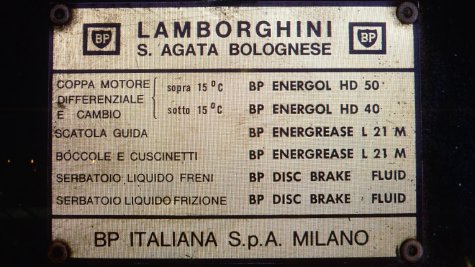 BP LAMBORGHINI BP
S. AGATA BOLOGNESE
COPPA MOTORE sopra 15°C BP ENERGOL HD 50
DIFFERENZIALE
E CAMBIO sotto 15°C BP ENERGOL HD 40
SCATOLA GUIDA BP ENERGREASE L 21 M
BOCCOLE E CUSCINETTI BP ENERGREASE L 21 M
SERBATOIO LIQUIDO FRENI BP DISC BRAKE FLUID
SERBATOIO LIQUIDO FRIZIONE BP DISC BRAKE FLUID
BP ITALIANA S.p.A. MILANO